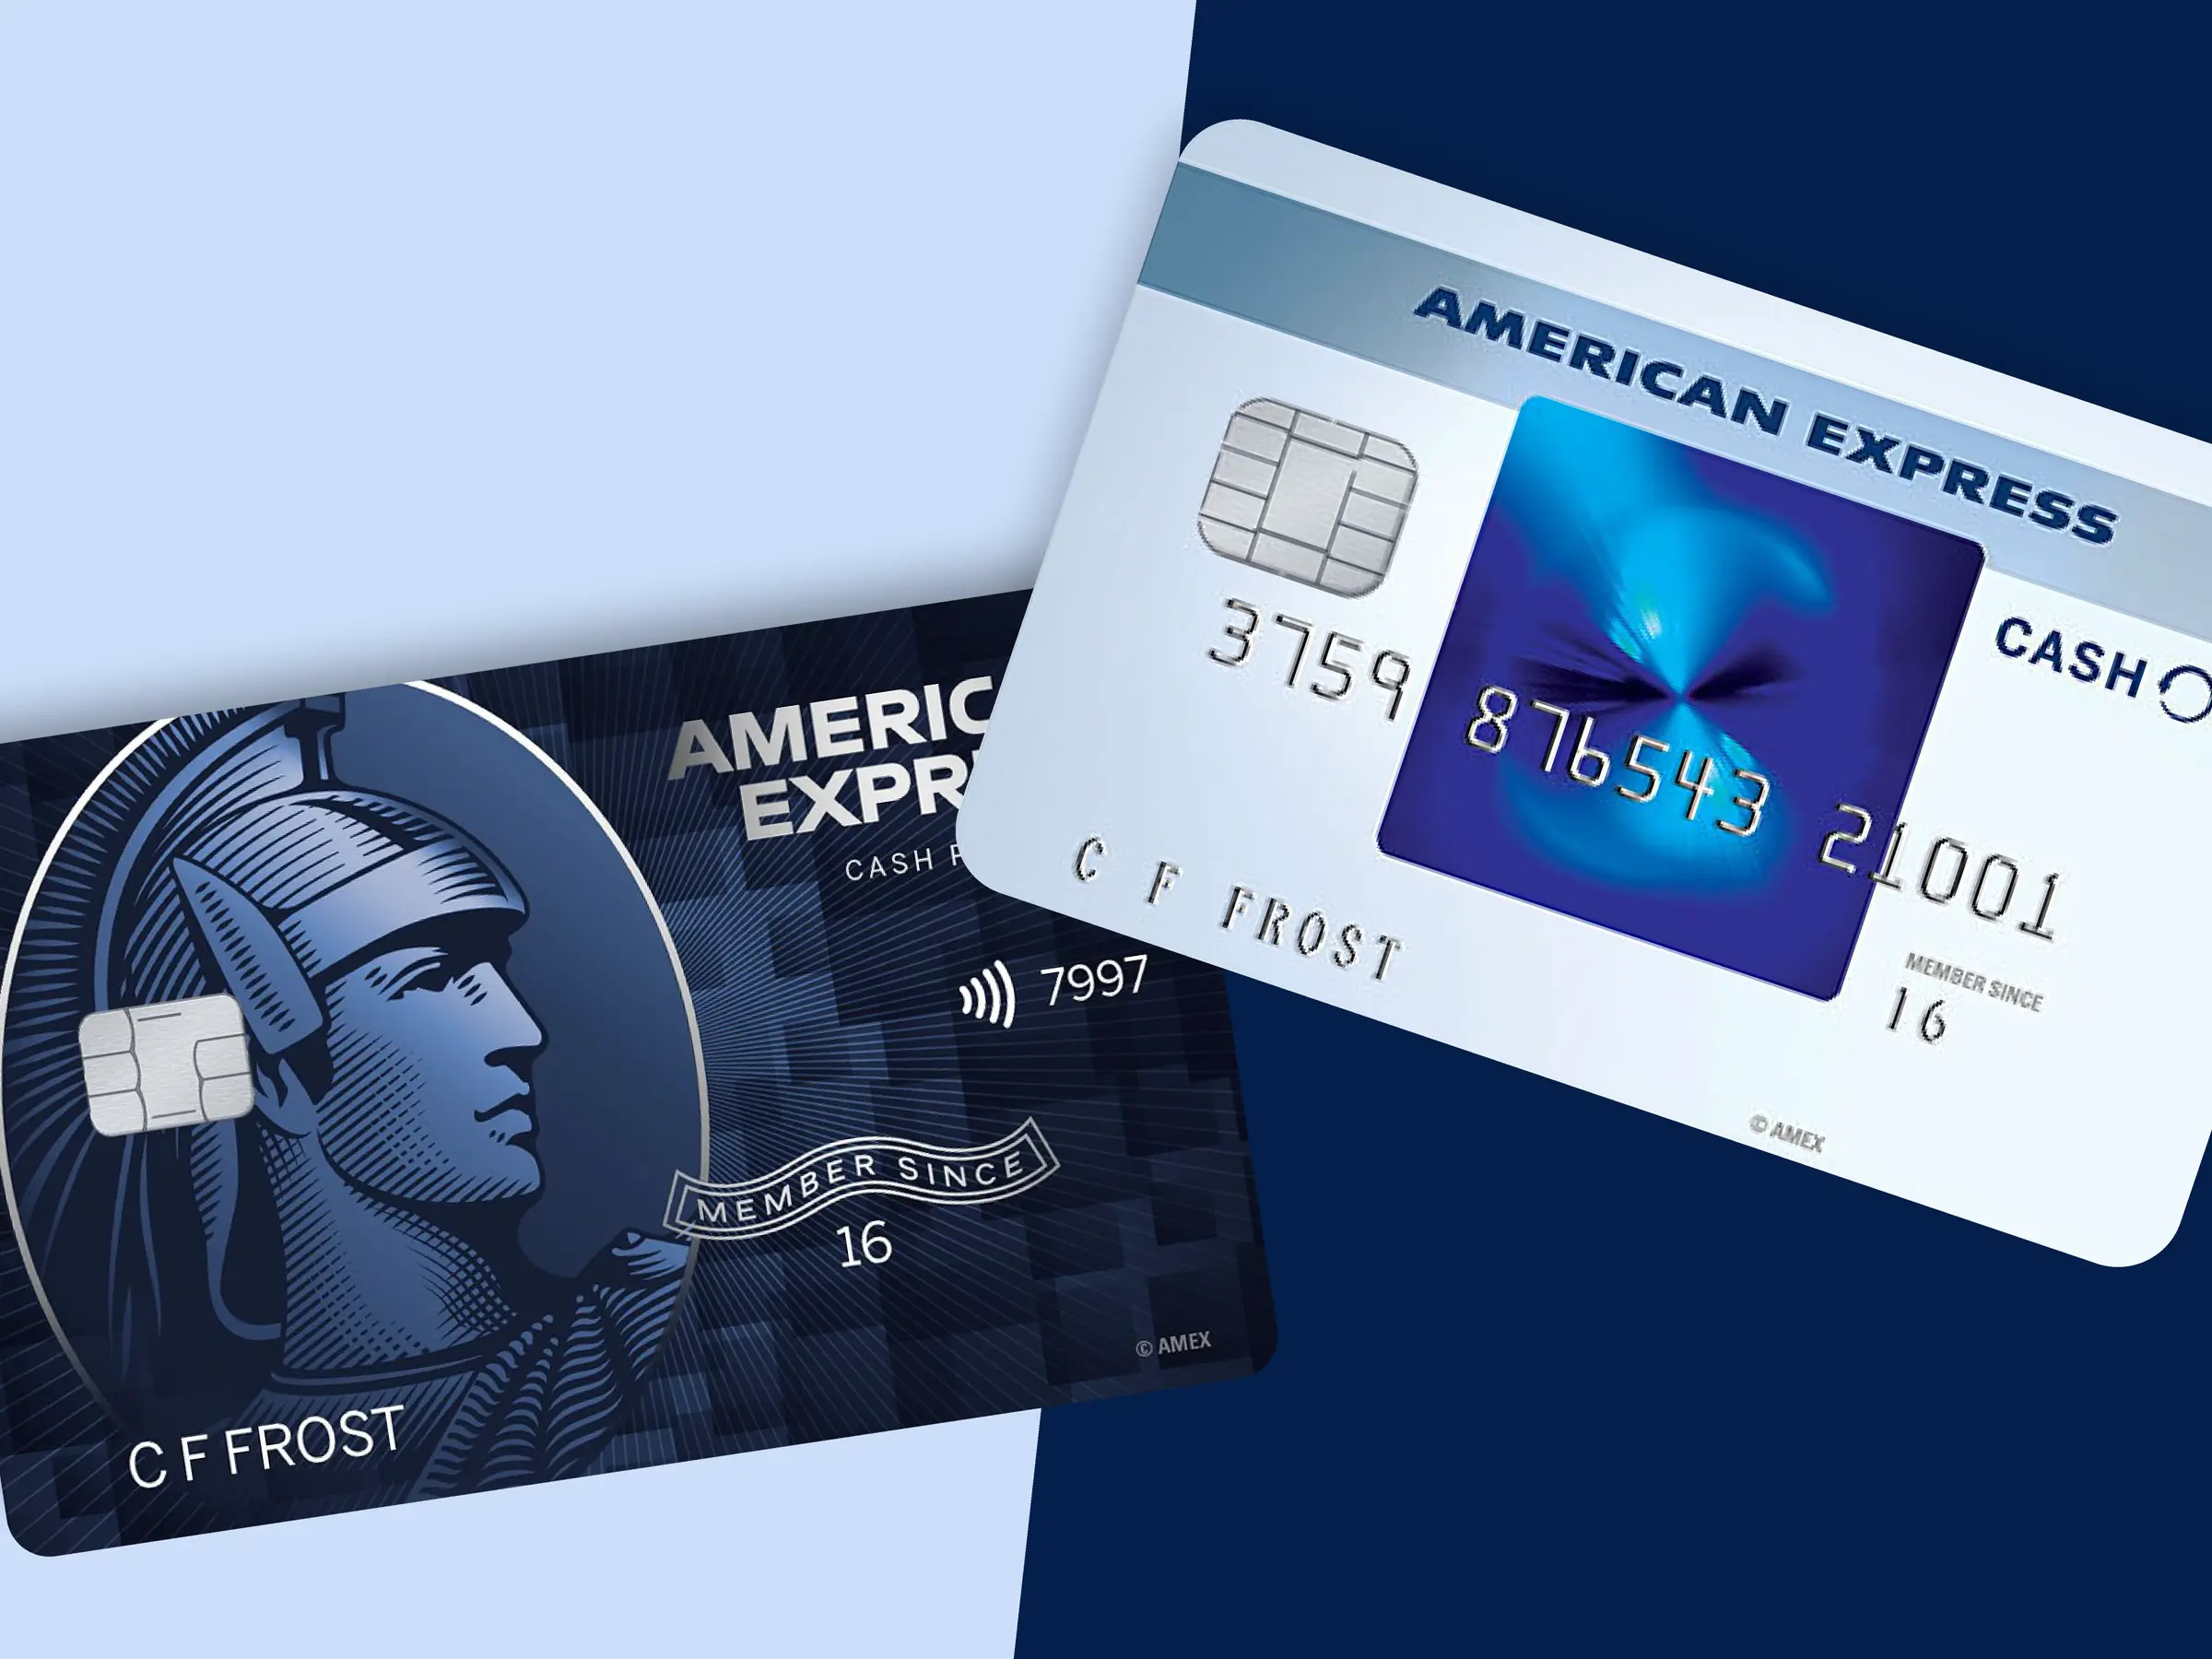 AMERICAN EXPRESS
CASH
3759 876543 21001
C F FROST
MEMBER SINCE
16
© AMEX
AMERIC
EXPR
CASH
7997
MEMBER SINCE
16
© AMEX
C F FROST